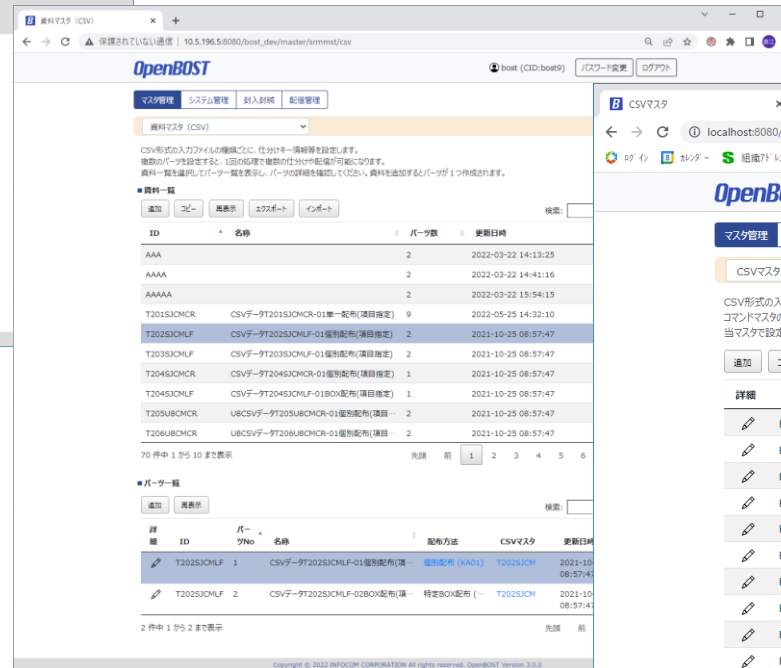 資料マスタ (CSV)
保護されていない通信 | 10.5.196.5:8080/bost_dev/master/srmmst/csv
OpenBOST
bost (CID:bost9) パスワード変更 ログアウト
マスタ管理 システム管理 封入封緘 配信管理
資料マスタ (CSV)
CSV形式の入力ファイルの種類ごとに、仕分けキー情報等を設定します。
複数のパーツを設定すると、1回の処理で複数の仕分けや配信が可能になります。
資料一覧を選択してパーツ一覧を表示し、パーツの詳細を確認してください。資料を追加するとパーツが1つ作成されます。
■資料一覧
追加 コピー 再表示 エクスポート インポート 検索:
ID 名称 パーツ数 更新日時
AAA 2 2022-03-22 14:13:25
AAAA 2 2022-03-22 14:41:16
AAAAA 2 2022-03-22 15:54:15
T201SJCMCR CSVデータT201SJCMCR-01単一配布(項目指定) 9 2022-05-25 14:32:10
T202SJCMLF CSVデータT202SJCMLF-01個別配布(項目指定) 2 2021-10-25 08:57:47
T203SJCMLF CSVデータT203SJCMLF-01個別配布(項目指定) 2 2021-10-25 08:57:47
T204SJCMCR CSVデータT204SJCMCR-01個別配布(項目指定) 1 2021-10-25 08:57:47
T204SJCMLF CSVデータT204SJCMLF-01BOX配布(項目指定) 1 2021-10-25 08:57:47
T205U8CMCR U8CSVデータT205U8CMCR-01個別配布(項目… 2 2021-10-25 08:57:47
T206U8CMCR U8CSVデータT206U8CMCR-01個別配布(項目… 2 2021-10-25 08:57:47
70 件中 1 から 10 まで表示 先頭 前 1 2 3 4 5 6
■パーツ一覧
追加 再表示 検索:
詳細 ID パーツNo 名称 配布方法 CSVマスタ 更新日時
T202SJCMLF 1 CSVデータT202SJCMLF-01個別配布(項… 個別配布 (KA01) T202SJCM 2021-10
08:57:47
T202SJCMLF 2 CSVデータT202SJCMLF-02BOX配布(項… 特定BOX配布 (… T202SJCM 2021-10
08:57:47
2 件中 1 から 2 まで表示 先頭 前
Copyright © 2022 INFOCOM CORPORATION All rights reserved. OpenBOST Version.3.0.0
CSVマスタ
localhost:8080/
ログイン カレンダー 組織アドレ
OpenB
マスタ管理
CSVマスタ
CSV形式の入
コマンドマスタの
当マスタで設定
追加
詳細